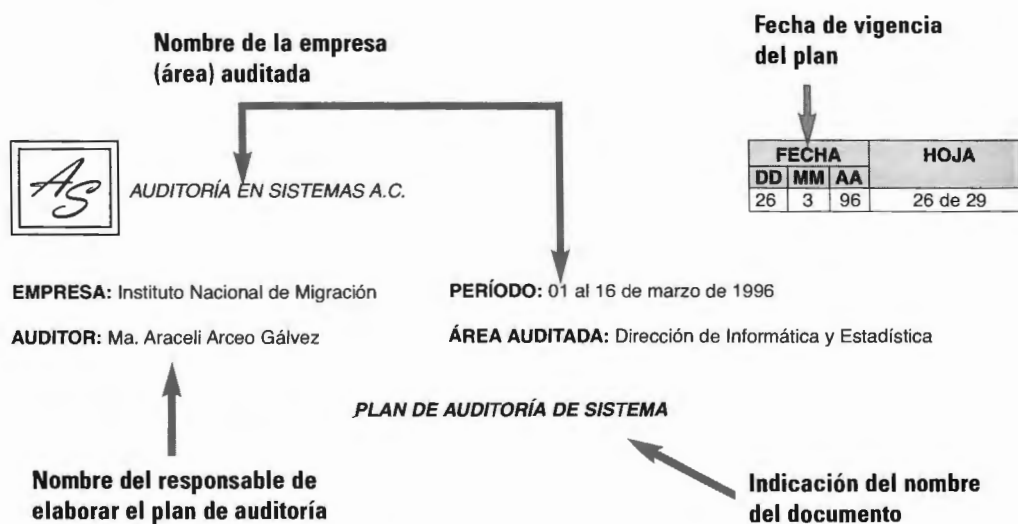 Nombre de la empresa
(área) auditada
Fecha de vigencia
del plan
AS
AUDITORÍA EN SISTEMAS A.C.
FECHA HOJA
DD MM AA
26 3 96 26 de 29
EMPRESA: Instituto Nacional de Migración
PERÍODO: 01 al 16 de marzo de 1996
AUDITOR: Ma. Araceli Arceo Gálvez
ÁREA AUDITADA: Dirección de Informática y Estadística
PLAN DE AUDITORÍA DE SISTEMA
Nombre del responsable de
elaborar el plan de auditoría
Indicación del nombre
del documento